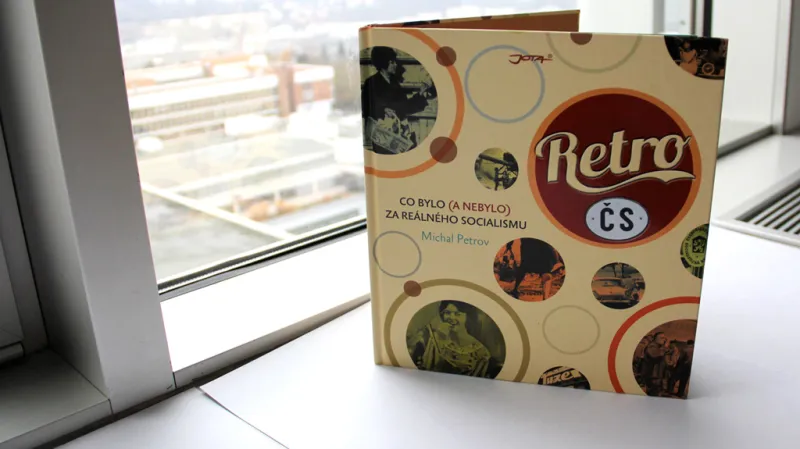 JOTA
Retro
ČS
CO BYLO (A NEBYLO)
ZA REÁLNÉHO SOCIALISMU
Michal Petrov